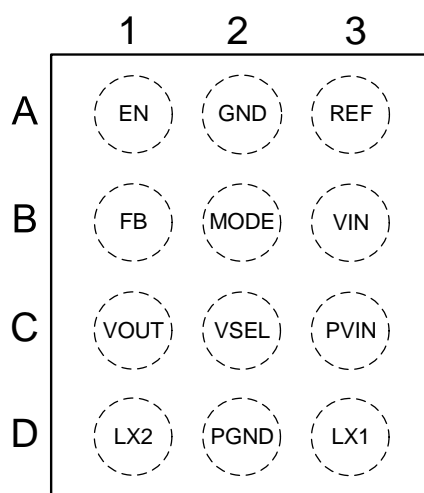 1 2 3
A EN GND REF
B FB MODE VIN
C VOUT VSEL PVIN
D LX2 PGND LX1